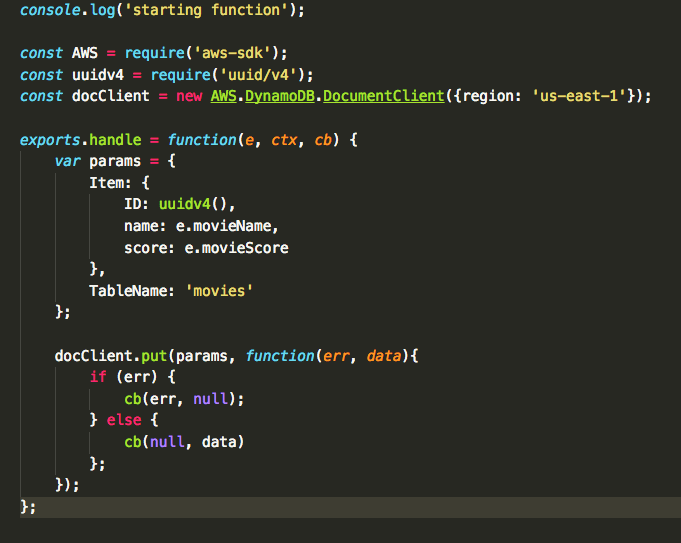 console.log('starting function');

const AWS = require('aws-sdk');
const uuidv4 = require('uuid/v4');
const docClient = new AWS.DynamoDB.DocumentClient({region: 'us-east-1'});

exports.handle = function(e, ctx, cb) {
    var params = {
        Item: {
            ID: uuidv4(),
            name: e.movieName,
            score: e.movieScore
        },
        TableName: 'movies'
    };

    docClient.put(params, function(err, data){
        if (err) {
            cb(err, null);
        } else {
            cb(null, data)
        };
    });
};